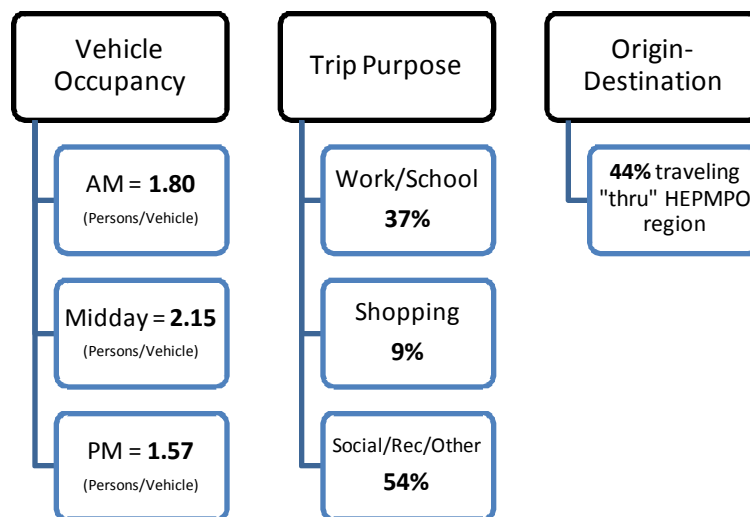 Vehicle
Occupancy
AM = 1.80
(Persons/Vehicle)
Midday = 2.15
(Persons/Vehicle)
PM = 1.57
(Persons/Vehicle)
Trip Purpose
Work/School
37%
Shopping
9%
Social/Rec/Other
54%
Origin-
Destination
44% traveling
"thru" HEPMPO
region